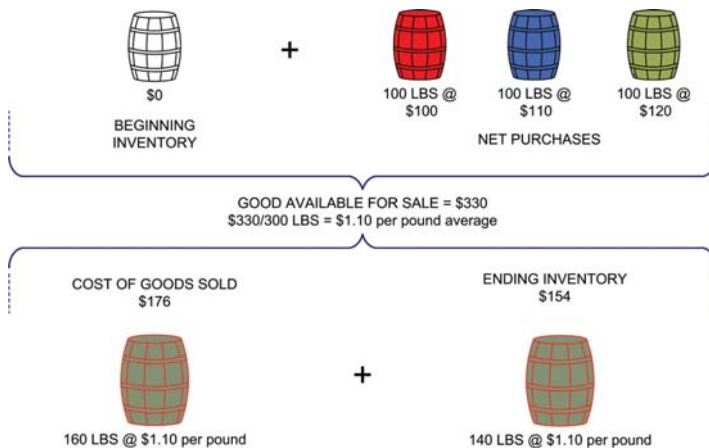 $0
BEGINNING
INVENTORY
+
100 LBS @
$100
100 LBS @
$110
100 LBS @
$120
NET PURCHASES
GOOD AVAILABLE FOR SALE = $330
$330/300 LBS = $1.10 per pound average
COST OF GOODS SOLD
$176
ENDING INVENTORY
$154
+
160 LBS @ $1.10 per pound
140 LBS @ $1.10 per pound